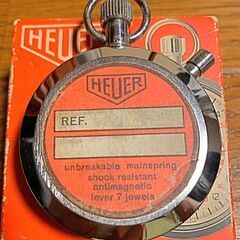 HEUER
HEUER
REF.
unbreakable mainspring
shock resistant
antimagnetic
lever 7 jewels